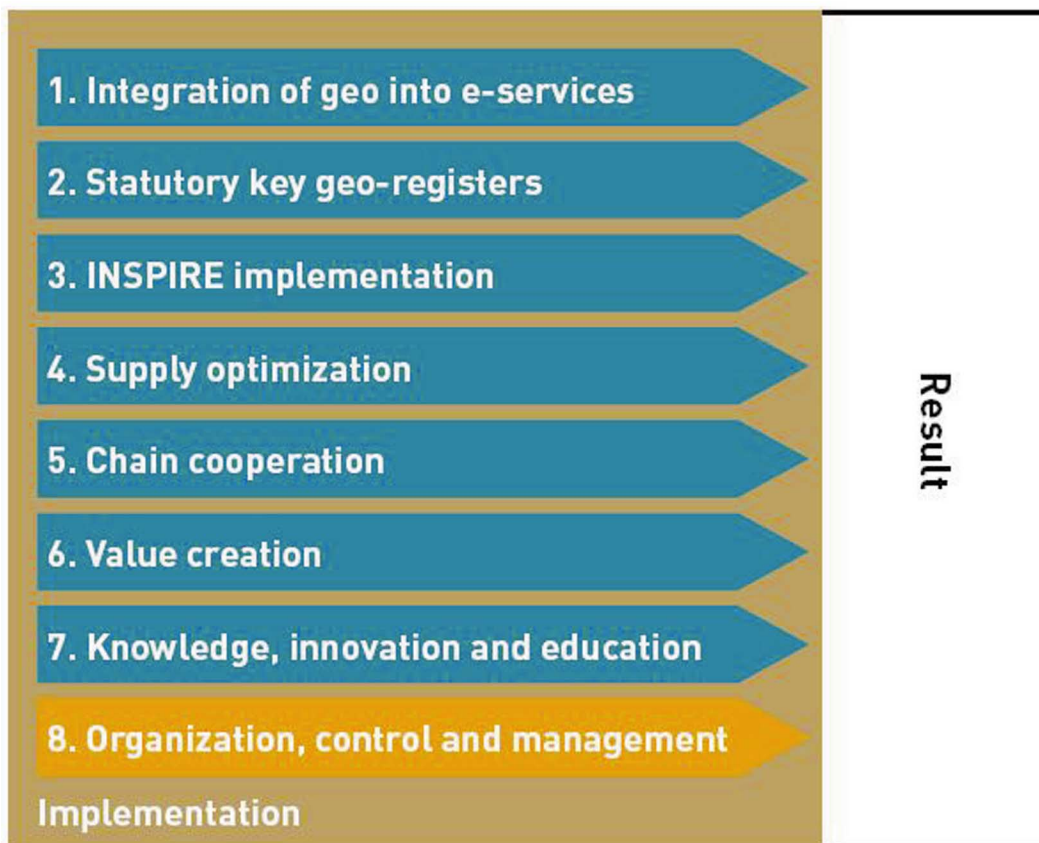 1. Integration of geo into e-services
2. Statutory key geo-registers
3. INSPIRE implementation
4. Supply optimization
5. Chain cooperation
6. Value creation
7. Knowledge, innovation and education
8. Organization, control and management
Implementation
Result